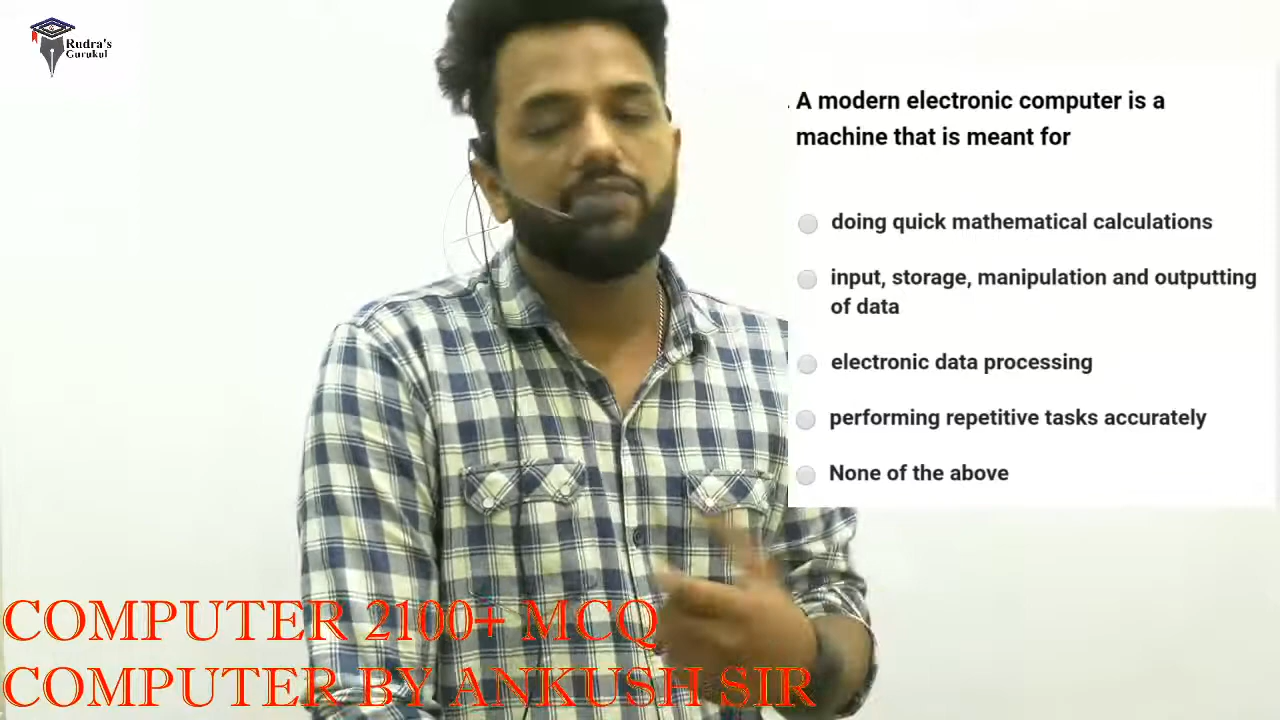 Rudra's
Gurukul
. A modern electronic computer is a
machine that is meant for
doing quick mathematical calculations
input, storage, manipulation and outputting
of data
electronic data processing
performing repetitive tasks accurately
None of the above
COMPUTER 2100+ MCQ
COMPUTER BY ANKUSH SIR